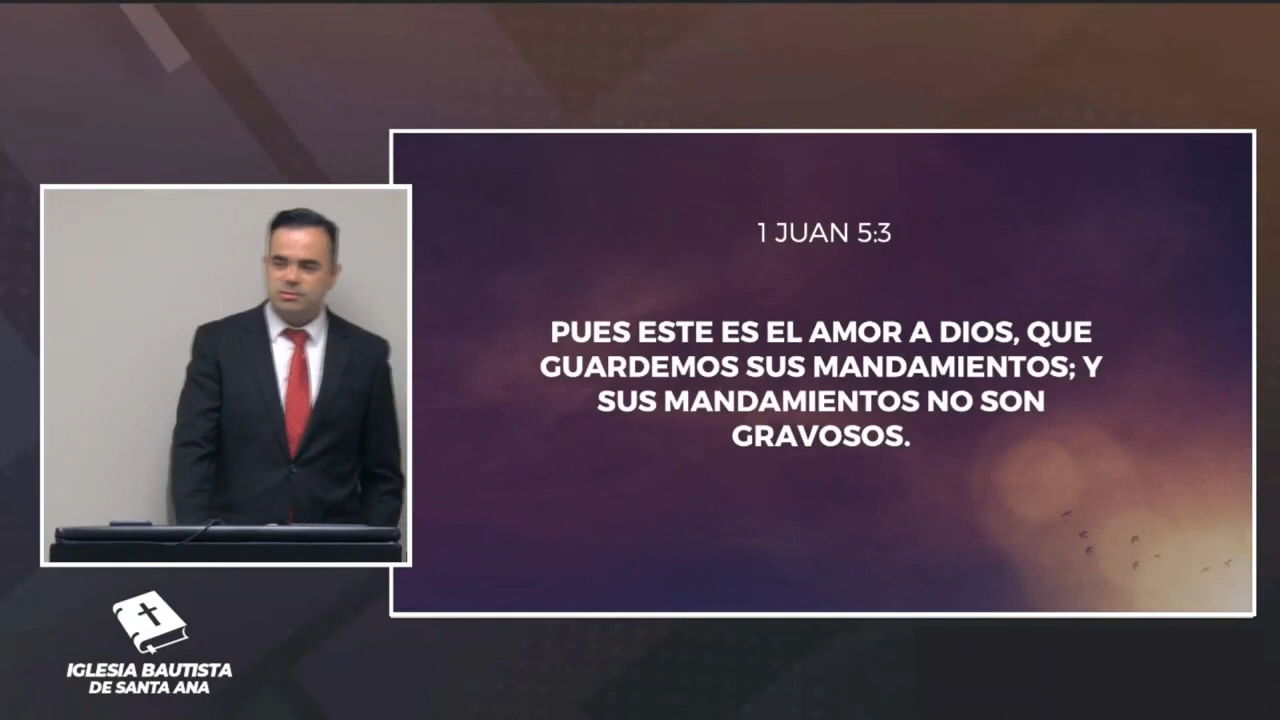 1 JUAN 5:3
PUES ESTE ES EL AMOR A DIOS, QUE
GUARDEMOS SUS MANDAMIENTOS; Y
SUS MANDAMIENTOS NO SON
GRAVOSOS.
IGLESIA BAUTISTA
DE SANTA ANA